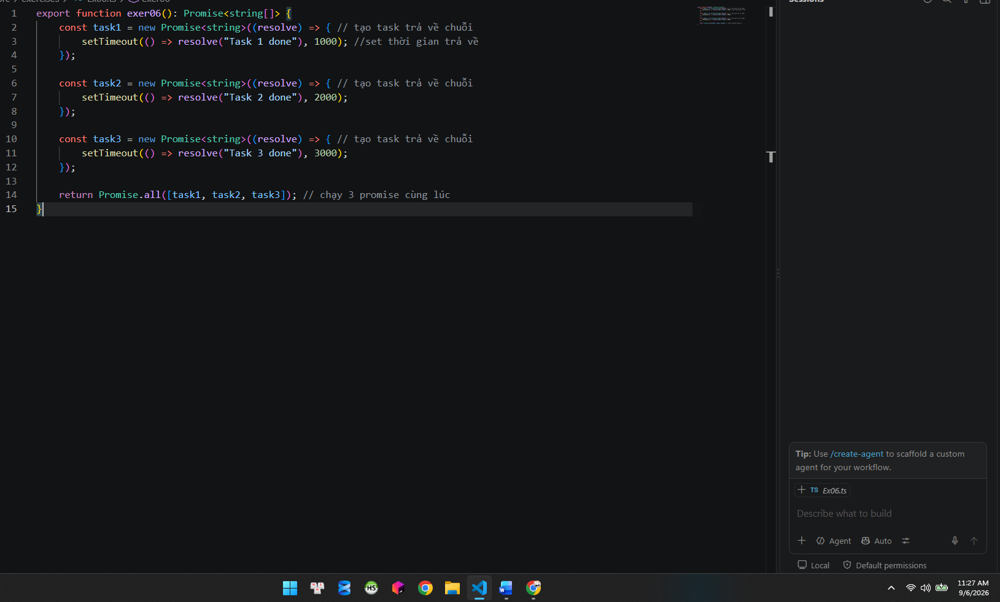 exercises > Ex06.ts > exer06
Sessions
1 export function exer06(): Promise<string[]> {
2 const task1 = new Promise<string>((resolve) => { // tạo task trả về chuỗi
3 setTimeout(() => resolve("Task 1 done"), 1000); //set thời gian trả về
4 });
5
6 const task2 = new Promise<string>((resolve) => { // tạo task trả về chuỗi
7 setTimeout(() => resolve("Task 2 done"), 2000);
8 });
9
10 const task3 = new Promise<string>((resolve) => { // tạo task trả về chuỗi
11 setTimeout(() => resolve("Task 3 done"), 3000);
12 });
13
14 return Promise.all([task1, task2, task3]); // chạy 3 promise cùng lúc
15 }
Tip: Use /create-agent to scaffold a custom
agent for your workflow.
TS Ex06.ts
Describe what to build
Agent Auto
Local Default permissions
HS
W
11:27 AM
9/6/2026